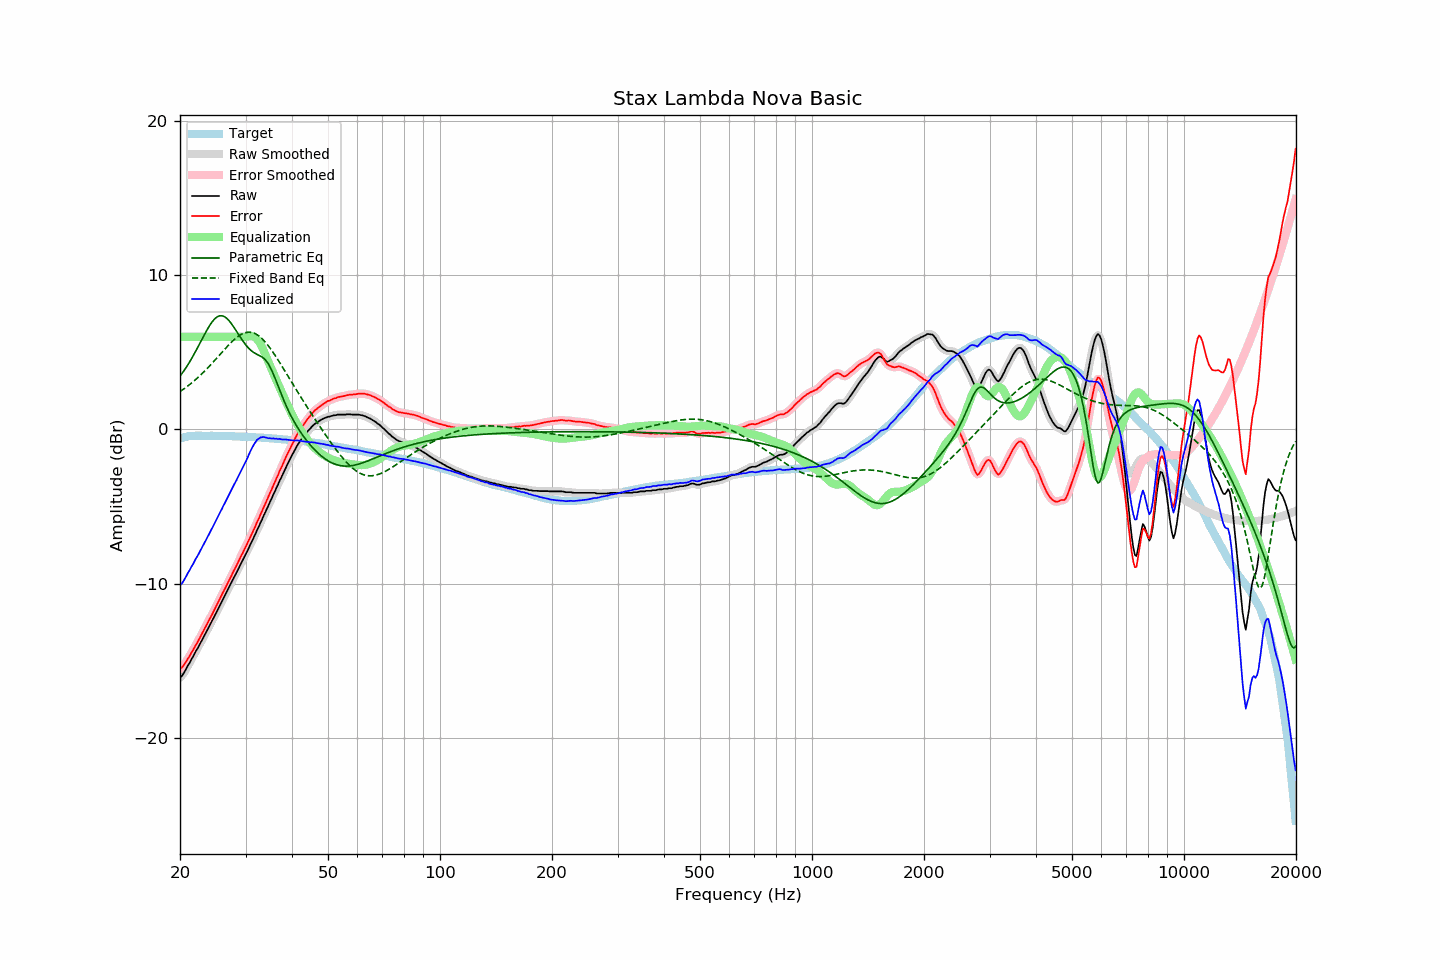 Stax Lambda Nova Basic
Target
Raw Smoothed
Error Smoothed
Raw
Error
Equalization
Parametric Eq
Fixed Band Eq
Equalized
20
10
0
−10
−20
Amplitude (dBr)
20
50
100
200
500
1000
2000
5000
10000
20000
Frequency (Hz)